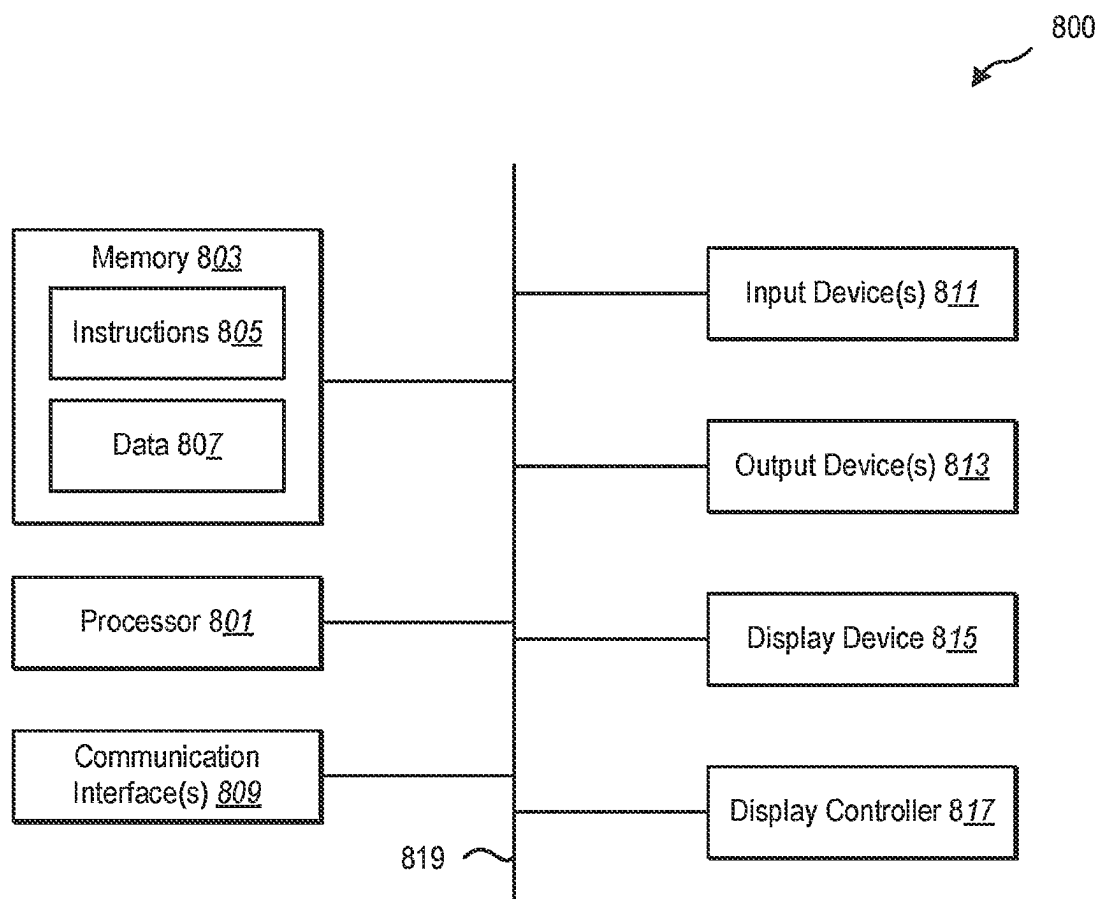 800
Memory 803
Instructions 805
Data 807
Processor 801
Communication
Interface(s) 809
Input Device(s) 811
Output Device(s) 813
Display Device 815
Display Controller 817
819